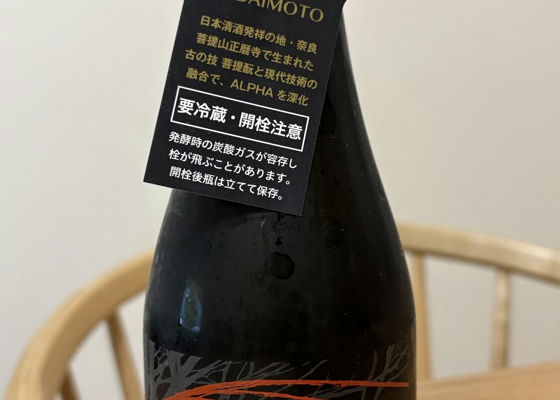 DAIMOTO
日本清酒発祥の地・奈良
菩提山正暦寺で生まれた
古の技 菩提酛と現代技術の
融合で、ALPHA を深化
要冷蔵・開栓注意
発酵時の炭酸ガスが容存し
栓が飛ぶことがあります。
開栓後瓶は立てて保存。